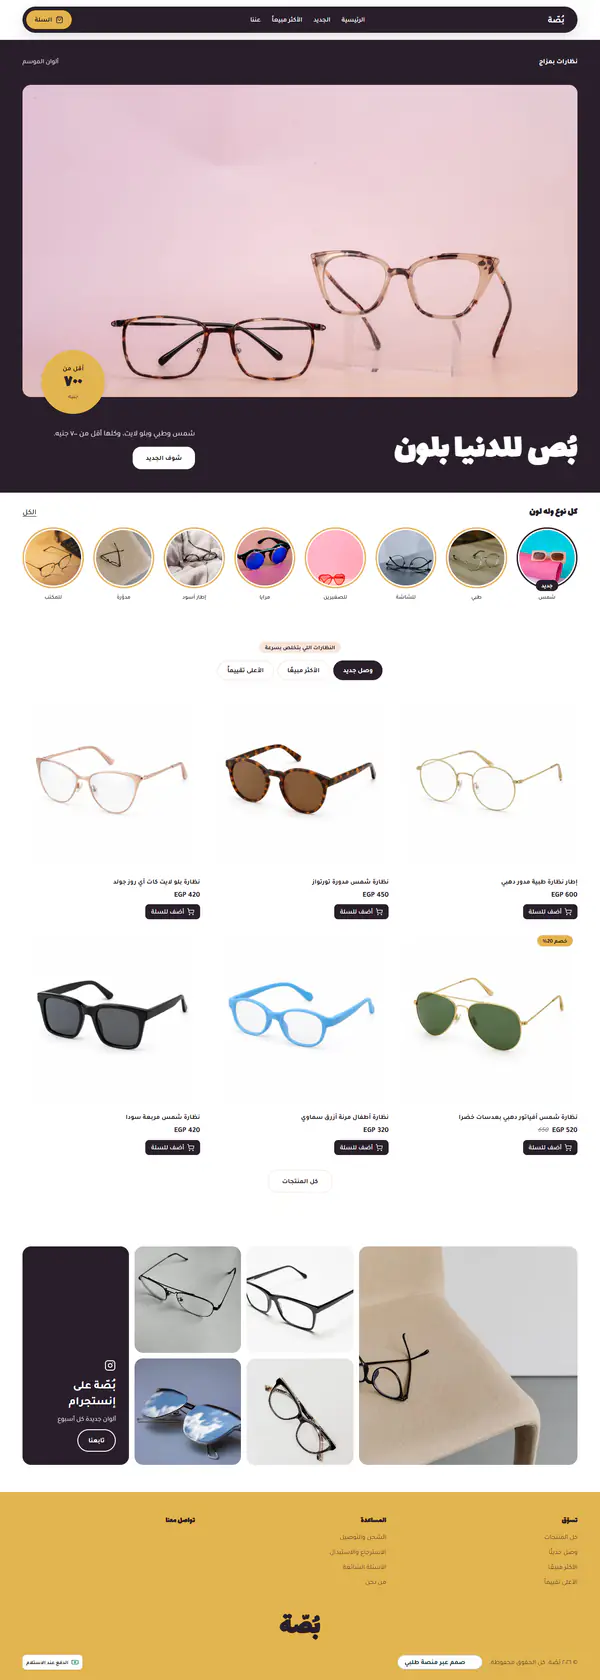 بُصّة
الرئيسية
الجديد
الأكثر مبيعاً
عننا
السلة
نظارات بمزاج
ألوان الموسم
أقل من
٧٠٠
جنيه
بُص للدنيا بلون
شمس وطبي وبلو لايت، وكلها أقل من ٧٠٠ جنيه.
شوف الجديد
كل نوع وله لون
الكل
جديد
شمس
طبي
للشاشة
للصغيرين
مرايا
إطار أسود
مدوّرة
للمكتب
النظارات اللي بتخلص بسرعة
وصل جديد
الأكثر مبيعًا
الأعلى تقييماً
إطار نظارة طبية مدور دهبي
EGP 600
أضف للسلة
نظارة شمس مدورة تورتواز
EGP 450
أضف للسلة
نظارة بلو لايت كات آي روز جولد
EGP 420
أضف للسلة
خصم 20%
نظارة شمس أفياتور دهبي بعدسات خضرا
EGP 520 650
أضف للسلة
نظارة أطفال مرنة أزرق سماوي
EGP 320
أضف للسلة
نظارة شمس مربعة سودا
EGP 420
أضف للسلة
كل المنتجات
بُصّة على
إنستجرام
ألوان جديدة كل أسبوع
تابعنا
تسوّق
كل المنتجات
وصل حديثًا
الأكثر مبيعًا
الأعلى تقييماً
المساعدة
الشحن والتوصيل
الاسترجاع والاستبدال
الأسئلة الشائعة
من نحن
تواصل معنا
بُصّة
© ٢٠٢٦ بُصّة. كل الحقوق محفوظة.
صمم عبر منصة طلبي
الدفع عند الاستلام